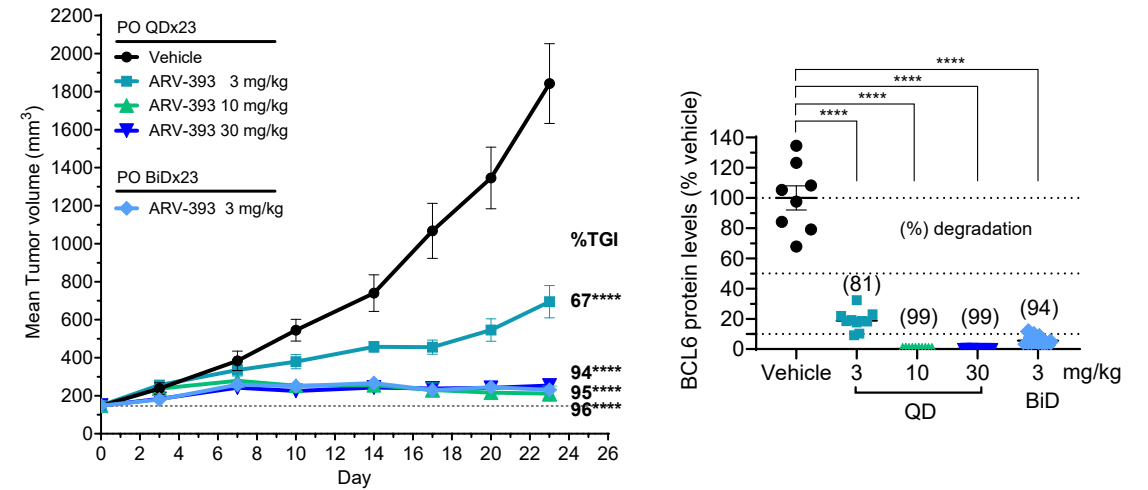 PO QDx23
Vehicle
ARV-393 3 mg/kg
ARV-393 10 mg/kg
ARV-393 30 mg/kg
PO BiDx23
ARV-393 3 mg/kg
Mean Tumor volume (mm³)
2200
2000
1800
1600
1400
1200
1000
800
600
400
200
0
%TGI
67****
94****
95****
96****
0 2 4 6 8 10 12 14 16 18 20 22 24 26
Day
****
****
****
****
BCL6 protein levels (% vehicle)
140
120
100
80
60
40
20
0
(%) degradation
(81)
(99)
(99)
(94)
Vehicle 3 10 30 3 mg/kg
QD
BiD